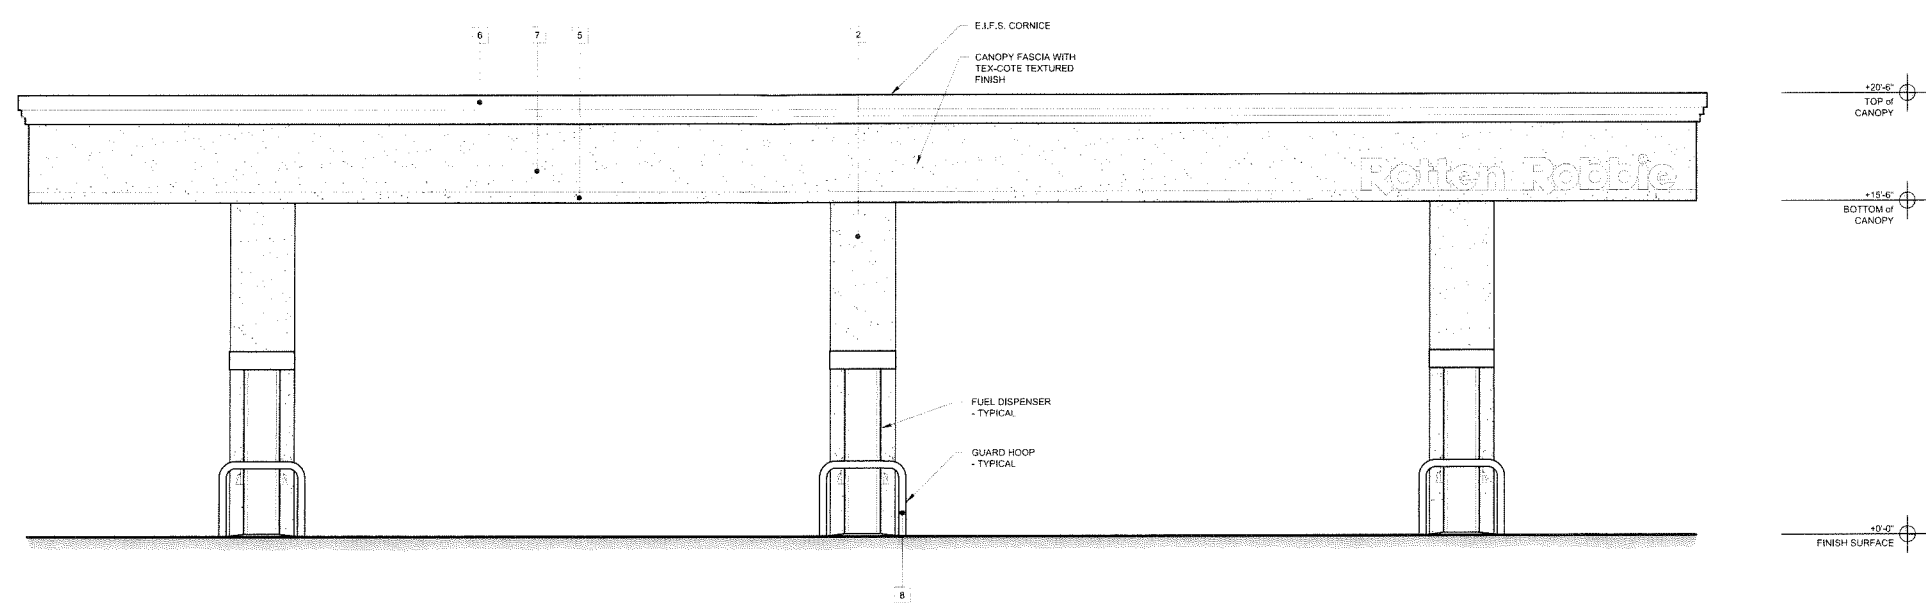 6
7
5
2
E.I.F.S. CORNICE
CANOPY FASCIA WITH
TEX-COTE TEXTURED
FINISH
+20'-6"
TOP of
CANOPY
Rotten Robbie
+15'-6"
BOTTOM of
CANOPY
FUEL DISPENSER
- TYPICAL
GUARD HOOP
- TYPICAL
+0'-0"
FINISH SURFACE
8